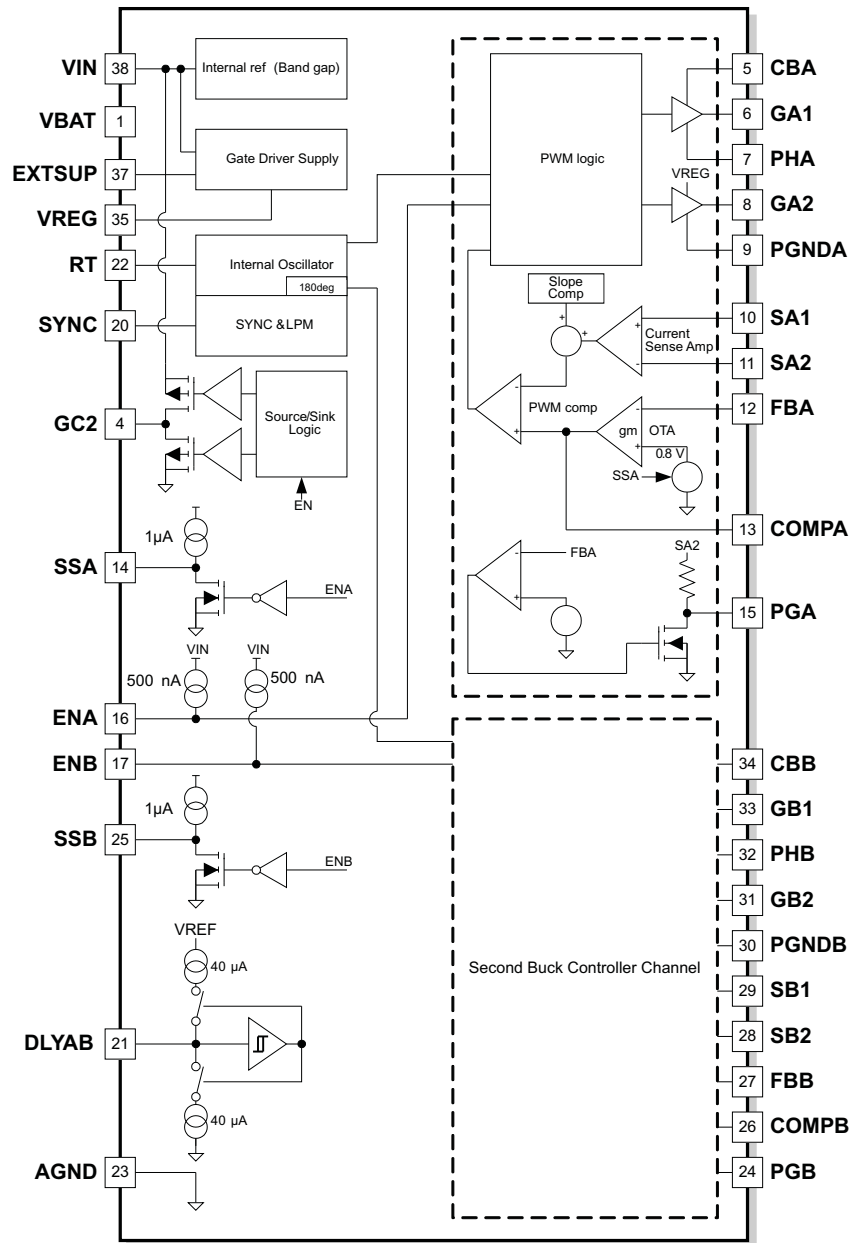 VIN 38
Internal ref (Band gap)
VBAT 1
EXTSUP 37
Gate Driver Supply
VREG 35
RT 22
Internal Oscillator
180deg
SYNC 20
SYNC &LPM
GC2 4
Source/Sink
Logic
EN
1µA
SSA 14
ENA
VIN
VIN
500 nA
500 nA
ENA 16
ENB 17
1µA
SSB 25
ENB
VREF
40 µA
DLYAB 21
40 µA
AGND 23
PWM logic
5 CBA
6 GA1
7 PHA
VREG
8 GA2
9 PGNDA
Slope
Comp
+
+
+
-
Current
Sense Amp
10 SA1
11 SA2
-
+
PWM comp
gm
OTA
-
+
0.8 V
SSA
12 FBA
13 COMPA
-
+
FBA
SA2
15 PGA
Second Buck Controller Channel
34 CBB
33 GB1
32 PHB
31 GB2
30 PGNDB
29 SB1
28 SB2
27 FBB
26 COMPB
24 PGB